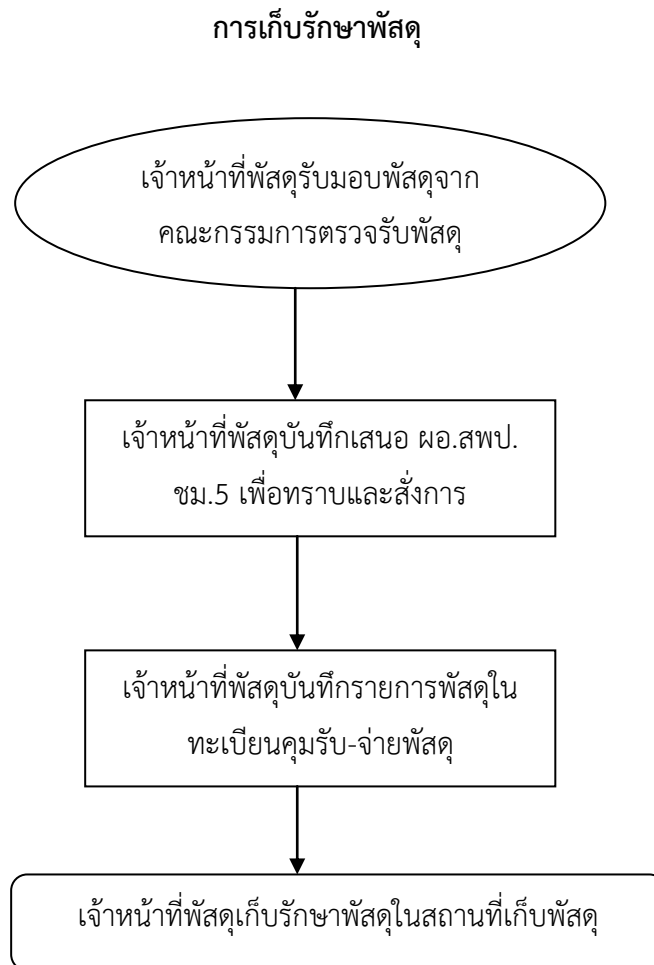 การเก็บรักษาพัสดุ
เจ้าหน้าที่พัสดุรับมอบพัสดุจาก
คณะกรรมการตรวจรับพัสดุ
เจ้าหน้าที่พัสดุบันทึกเสนอ ผอ.สพป.
ชม.5 เพื่อทราบและสั่งการ
เจ้าหน้าที่พัสดุบันทึกรายการพัสดุใน
ทะเบียนคุมรับ-จ่ายพัสดุ
เจ้าหน้าที่พัสดุเก็บรักษาพัสดุในสถานที่เก็บพัสดุ